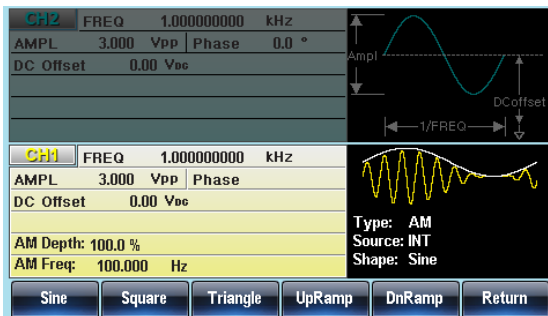 CH2 FREQ 1.000000000 kHz
AMPL 3.000 Vpp Phase 0.0 °
DC Offset 0.00 VDC
Ampl
DCoffset
1/FREQ
CH1 FREQ 1.000000000 kHz
AMPL 3.000 Vpp Phase
DC Offset 0.00 VDC
AM Depth: 100.0 %
AM Freq: 100.000 Hz
Type: AM
Source: INT
Shape: Sine
Sine Square Triangle UpRamp DnRamp Return